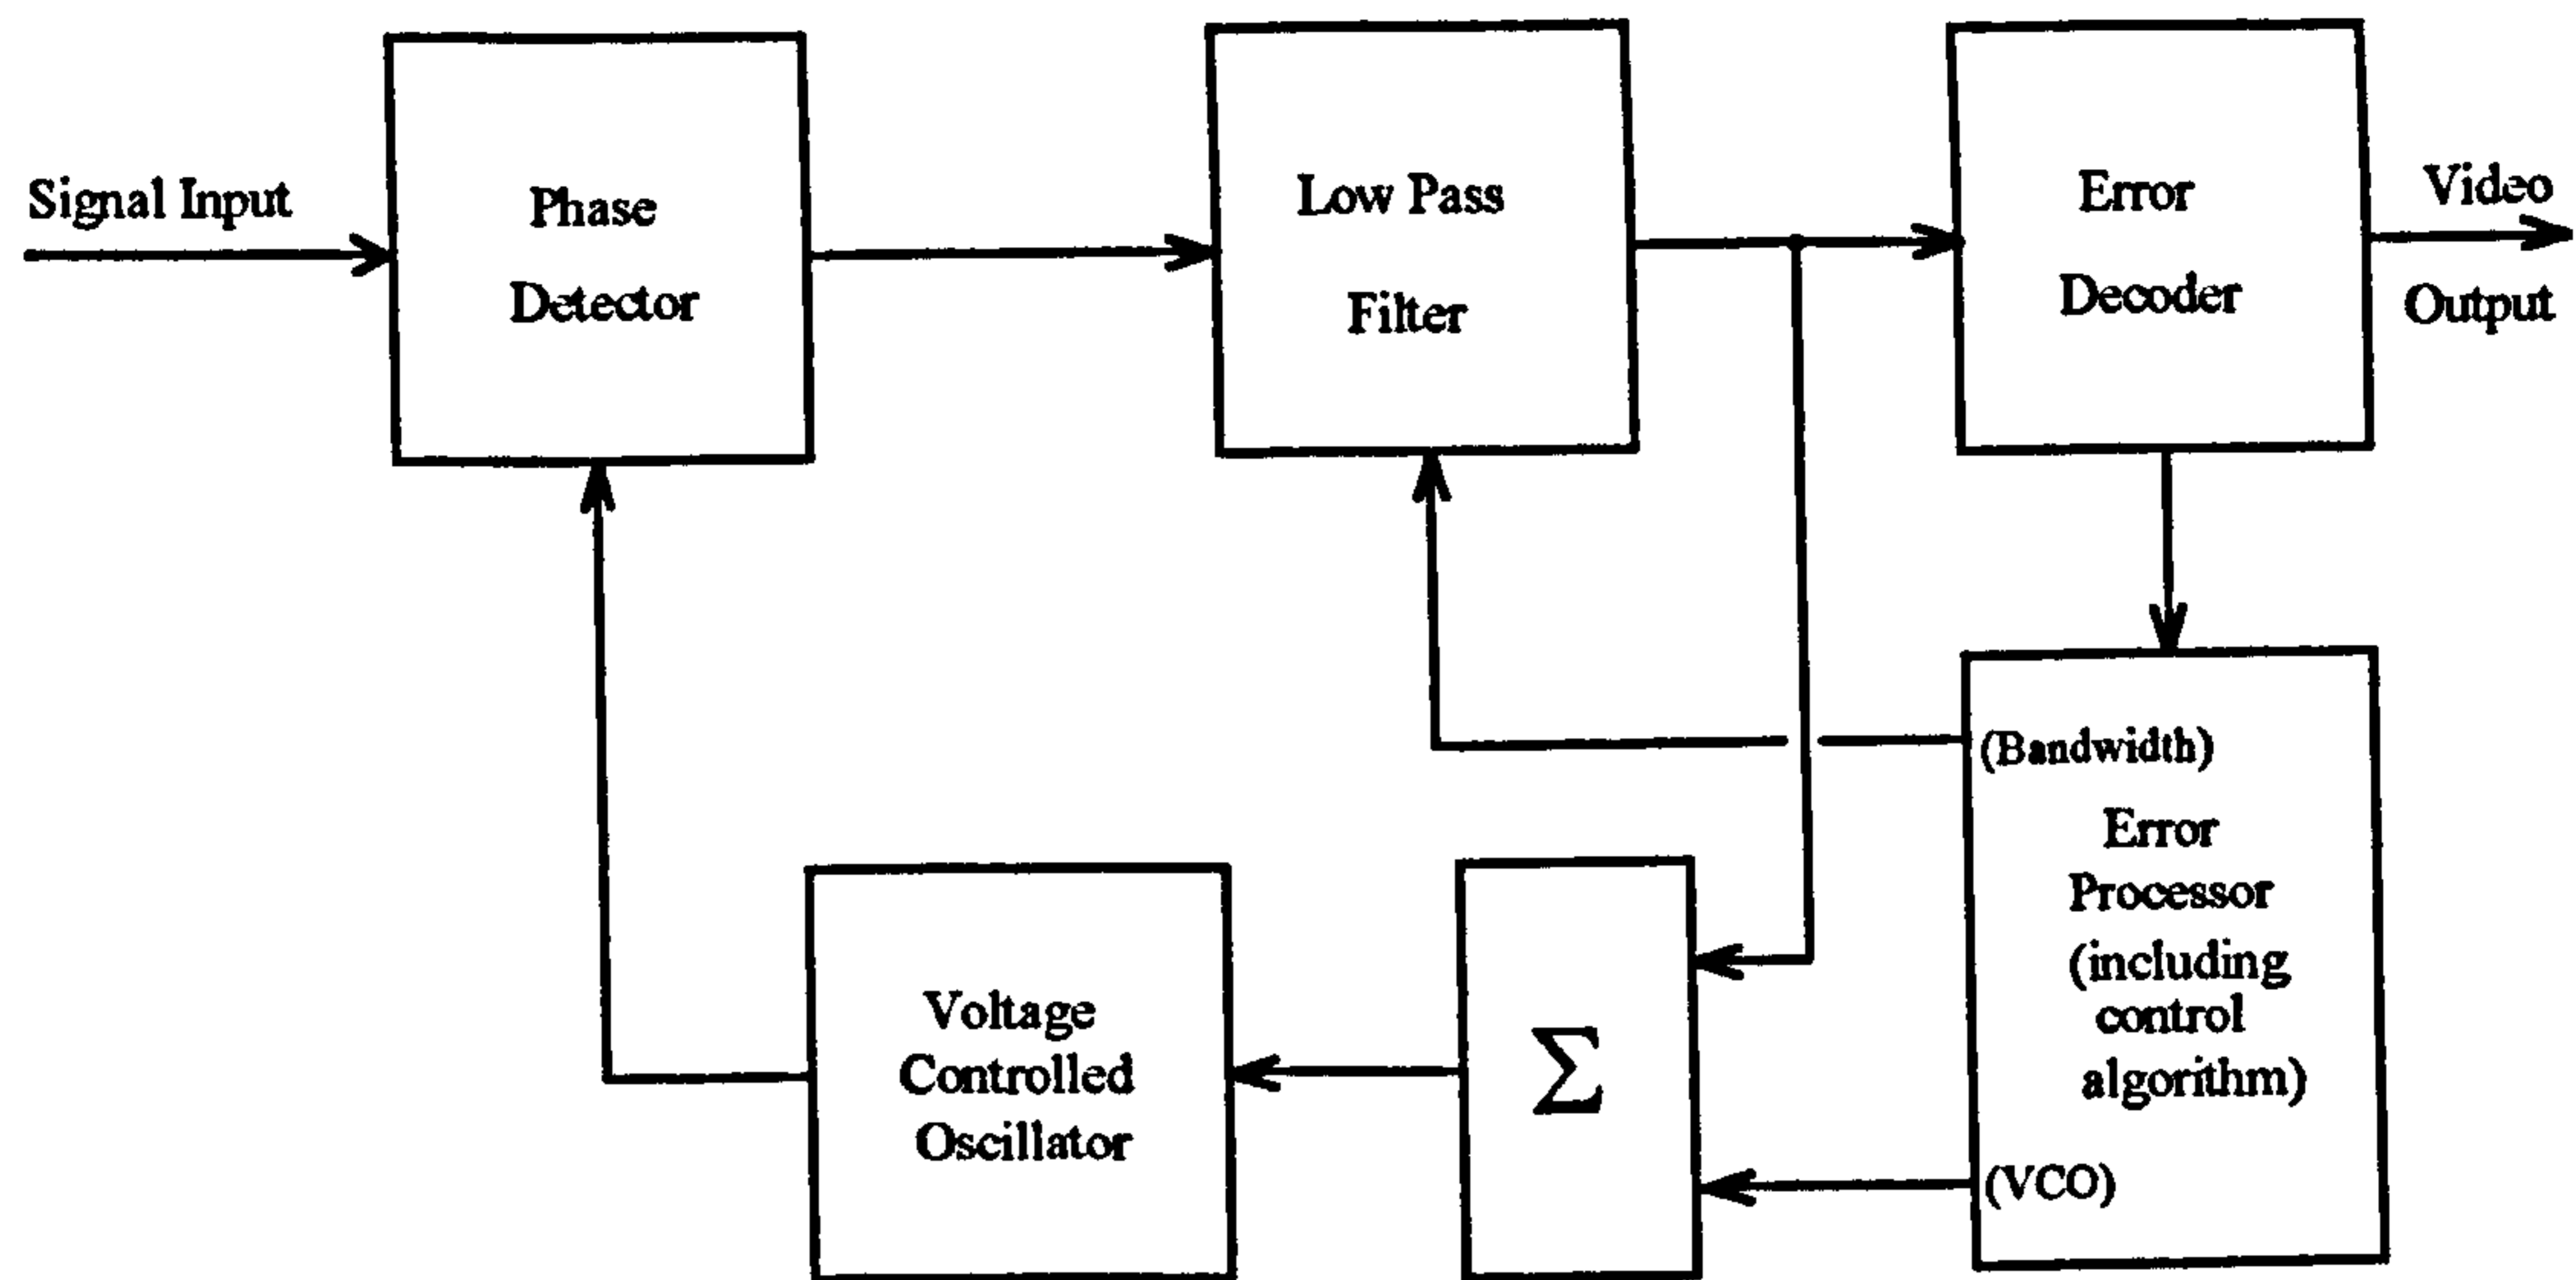 Signal Input
Phase
Detector
Low Pass
Filter
Error
Decoder
Video
Output
(Bandwidth)
Error
Processor
(including
control
algorithm)
(VCO)
Voltage
Controlled
Oscillator
Σ